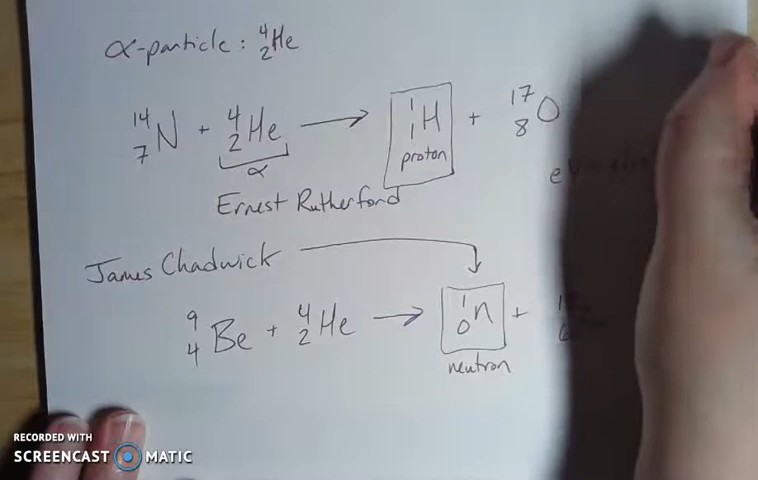 α-particle: ⁴₂He
¹⁴₇N + ⁴₂He → ¹₁H + ¹⁷₈O
α
proton
Ernest Rutherford
James Chadwick
⁹₄Be + ⁴₂He → ¹₀n +
neutron
RECORDED WITH
SCREENCAST MATIC